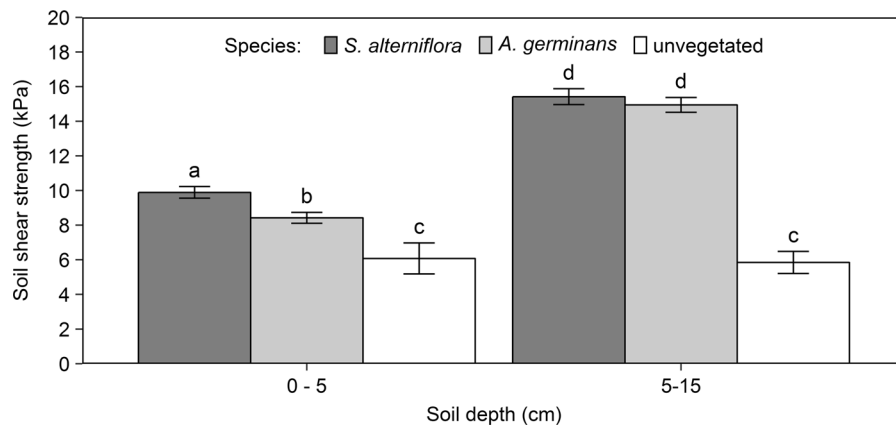 Species: S. alterniflora A. germinans unvegetated
Soil shear strength (kPa)
20
18
16
14
12
10
8
6
4
2
0
a
b
c
d
d
c
0 - 5
5-15
Soil depth (cm)